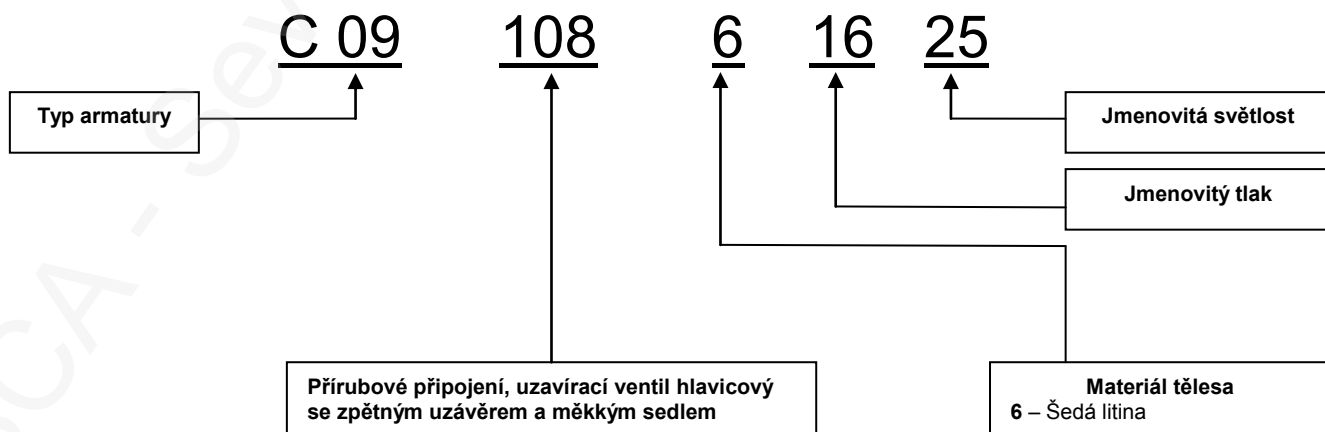 C 09 108 6 16 25
Typ armatury
Jmenovitá světlost
Jmenovitý tlak
Přírubové připojení, uzavírací ventil hlavicový
se zpětným uzávěrem a měkkým sedlem
Materiál tělesa
6 – Šedá litina